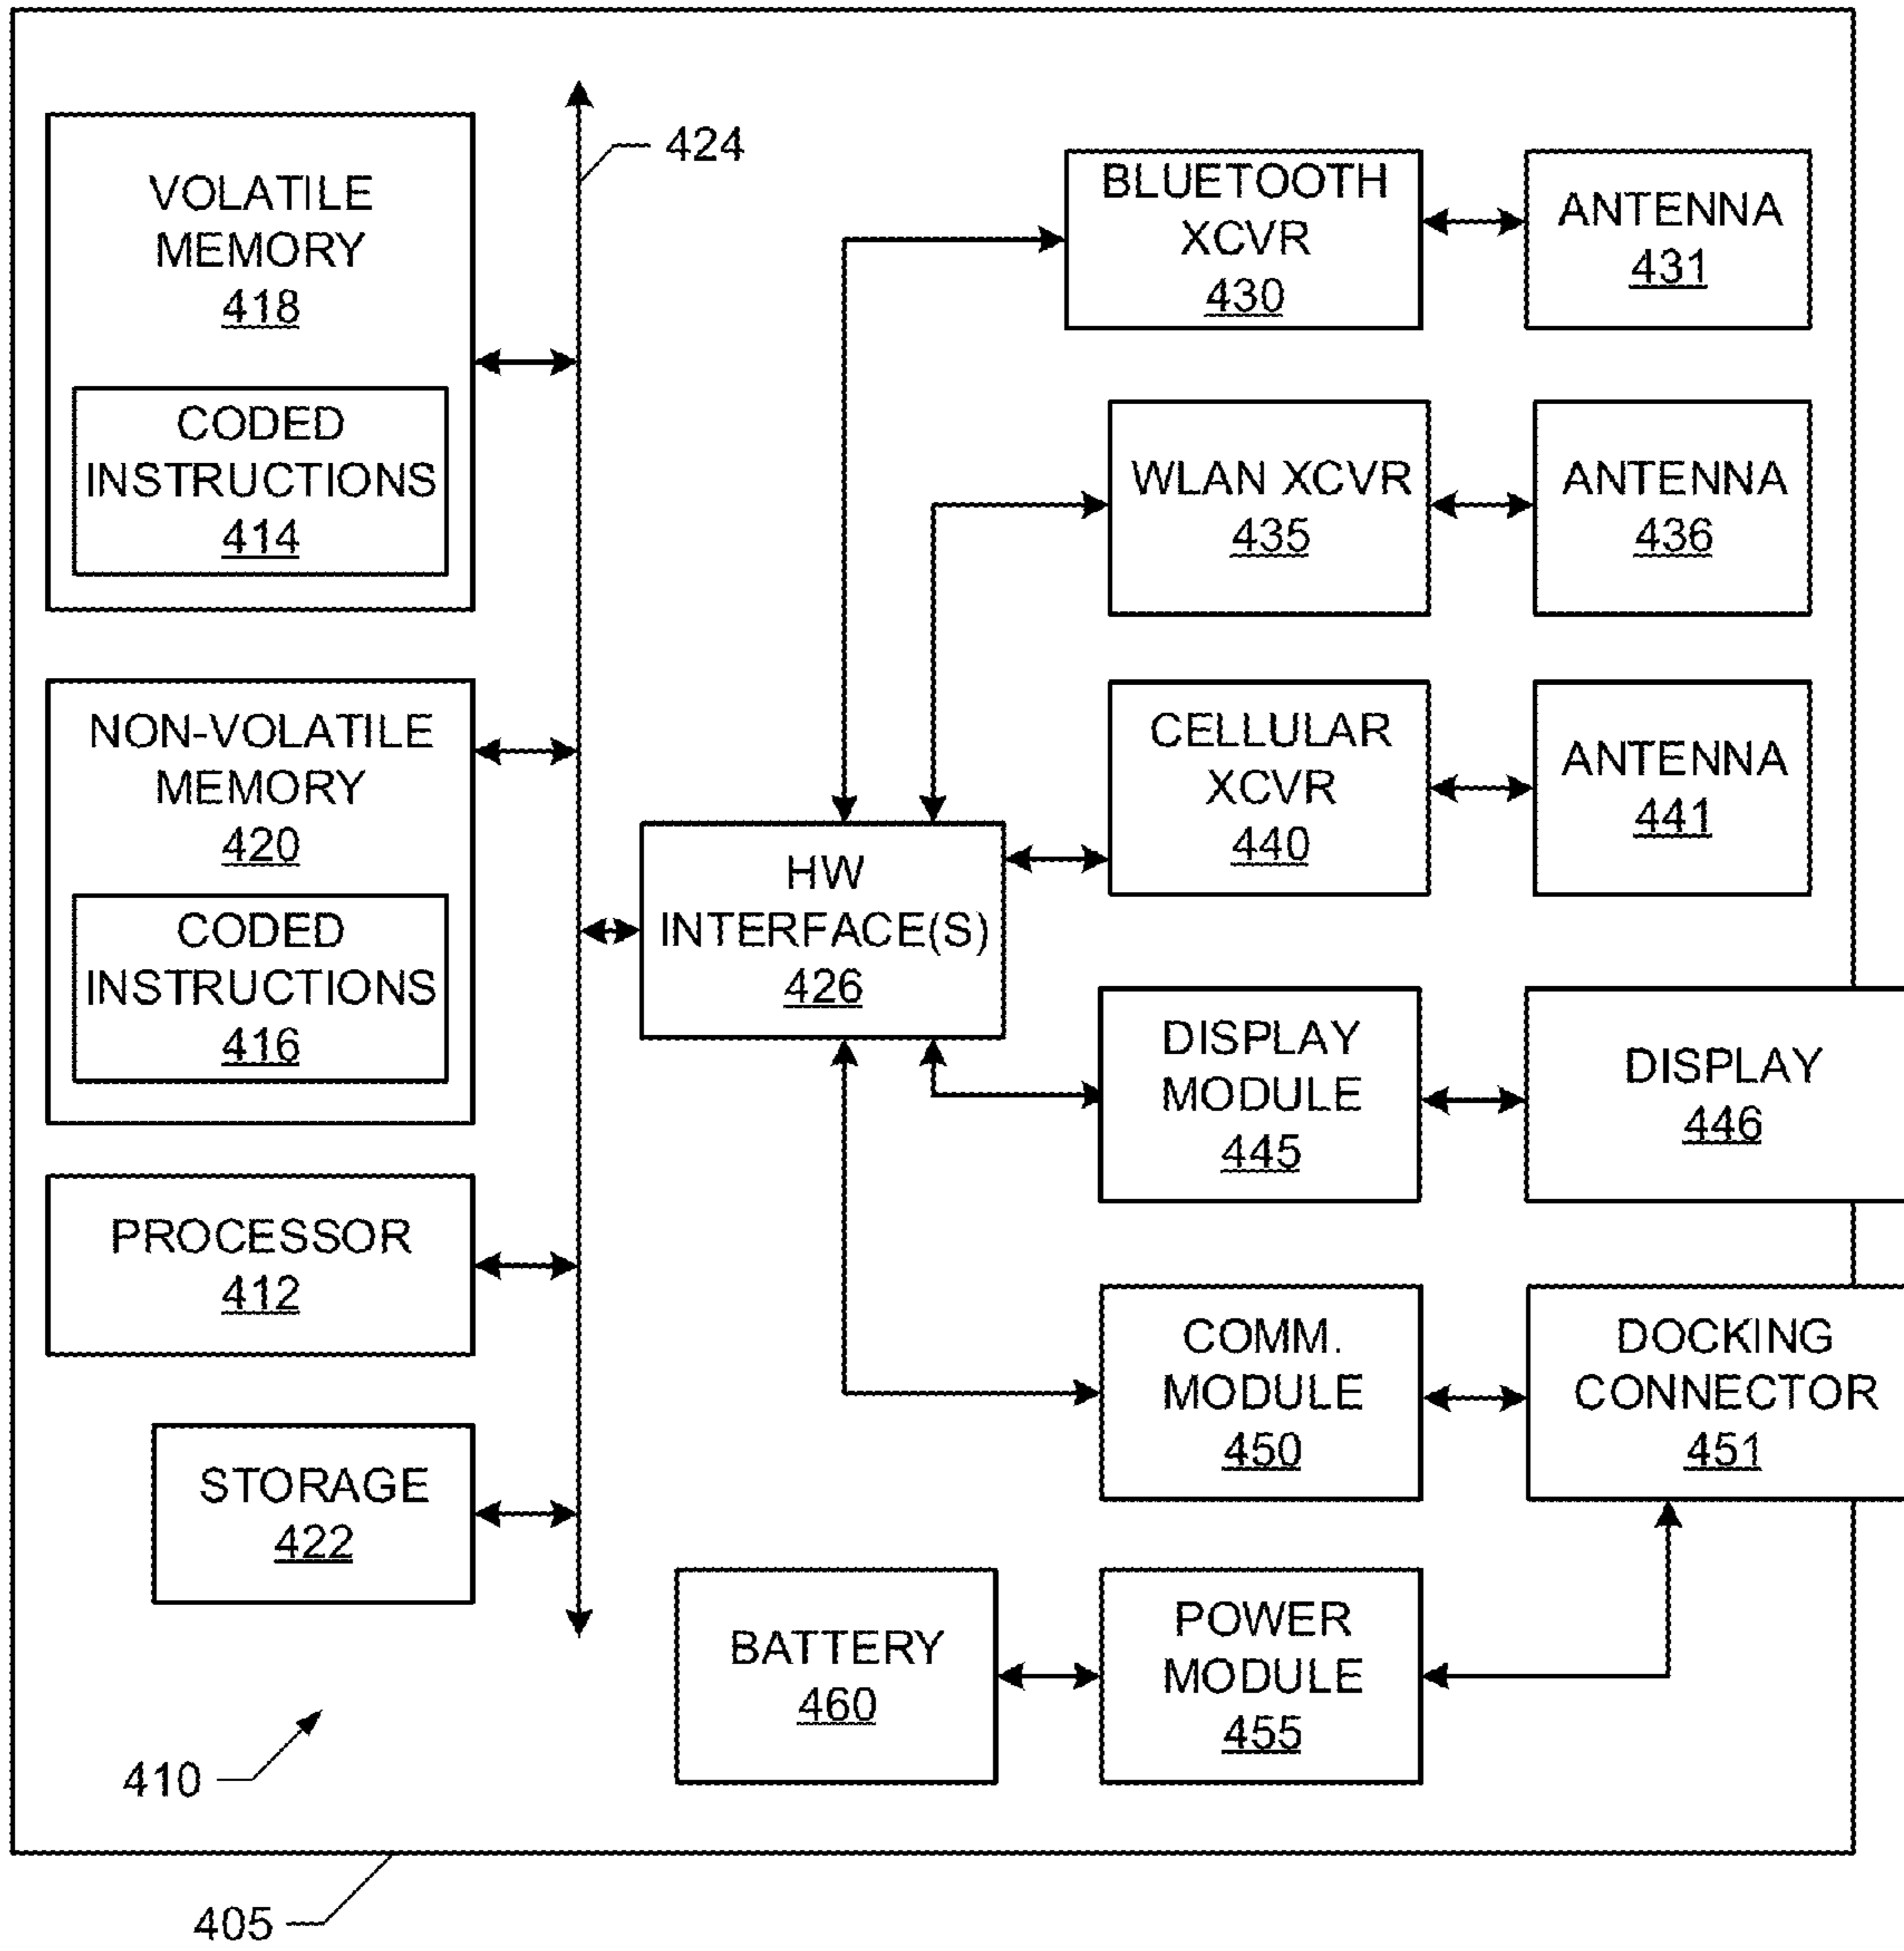 424
VOLATILE
MEMORY
418
CODED
INSTRUCTIONS
414
NON-VOLATILE
MEMORY
420
CODED
INSTRUCTIONS
416
PROCESSOR
412
STORAGE
422
410
405
HW
INTERFACE(S)
426
BLUETOOTH
XCVR
430
ANTENNA
431
WLAN XCVR
435
ANTENNA
436
CELLULAR
XCVR
440
ANTENNA
441
DISPLAY
MODULE
445
DISPLAY
446
COMM.
MODULE
450
DOCKING
CONNECTOR
451
BATTERY
460
POWER
MODULE
455